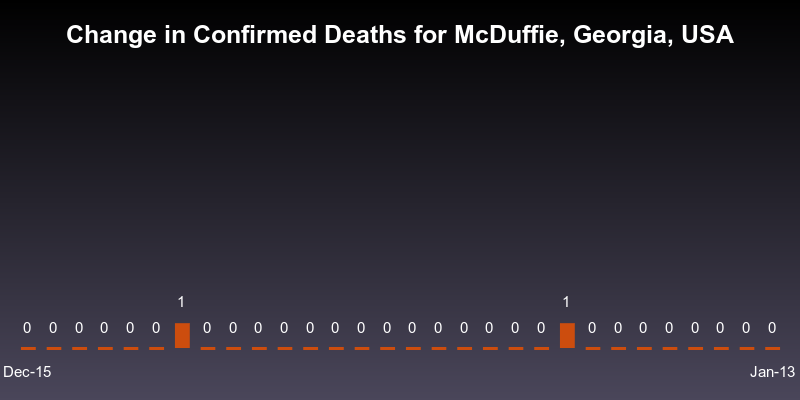 Change in Confirmed Deaths for McDuffie, Georgia, USA
1 1
0 0 0 0 0 0 0 0 0 0 0 0 0 0 0 0 0 0 0 0 0 0 0 0 0 0 0 0
Dec-15 Jan-13